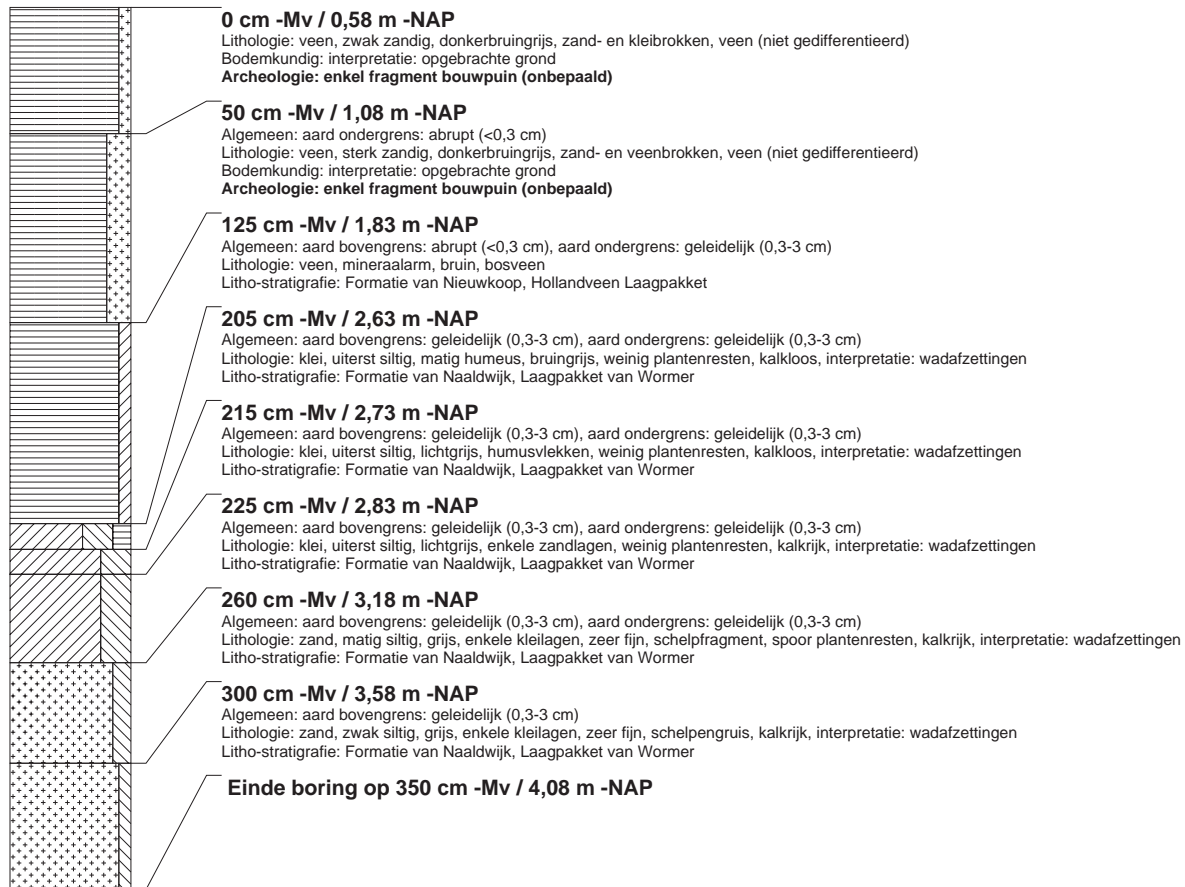 0 cm -Mv / 0,58 m -NAP
Lithologie: veen, zwak zandig, donkerbruingrijs, zand- en kleibrokken, veen (niet gedifferentieerd)
Bodemkundig: interpretatie: opgebrachte grond
Archeologie: enkel fragment bouwpuin (onbepaald)
50 cm -Mv / 1,08 m -NAP
Algemeen: aard ondergrens: abrupt (<0,3 cm)
Lithologie: veen, sterk zandig, donkerbruingrijs, zand- en veenbrokken, veen (niet gedifferentieerd)
Bodemkundig: interpretatie: opgebrachte grond
Archeologie: enkel fragment bouwpuin (onbepaald)
125 cm -Mv / 1,83 m -NAP
Algemeen: aard bovengrens: abrupt (<0,3 cm), aard ondergrens: geleidelijk (0,3-3 cm)
Lithologie: veen, mineraalarm, bruin, bosveen
Litho-stratigrafie: Formatie van Nieuwkoop, Hollandveen Laagpakket
205 cm -Mv / 2,63 m -NAP
Algemeen: aard bovengrens: geleidelijk (0,3-3 cm), aard ondergrens: geleidelijk (0,3-3 cm)
Lithologie: klei, uiterst siltig, matig humeus, bruingrijs, weinig plantenresten, kalkloos, interpretatie: wadafzettingen
Litho-stratigrafie: Formatie van Naaldwijk, Laagpakket van Wormer
215 cm -Mv / 2,73 m -NAP
Algemeen: aard bovengrens: geleidelijk (0,3-3 cm), aard ondergrens: geleidelijk (0,3-3 cm)
Lithologie: klei, uiterst siltig, lichtgrijs, humusvlekken, weinig plantenresten, kalkloos, interpretatie: wadafzettingen
Litho-stratigrafie: Formatie van Naaldwijk, Laagpakket van Wormer
225 cm -Mv / 2,83 m -NAP
Algemeen: aard bovengrens: geleidelijk (0,3-3 cm), aard ondergrens: geleidelijk (0,3-3 cm)
Lithologie: klei, uiterst siltig, lichtgrijs, enkele zandlagen, weinig plantenresten, kalkrijk, interpretatie: wadafzettingen
Litho-stratigrafie: Formatie van Naaldwijk, Laagpakket van Wormer
260 cm -Mv / 3,18 m -NAP
Algemeen: aard bovengrens: geleidelijk (0,3-3 cm), aard ondergrens: geleidelijk (0,3-3 cm)
Lithologie: zand, matig siltig, grijs, enkele kleilagen, zeer fijn, schelpfragment, spoor plantenresten, kalkrijk, interpretatie: wadafzettingen
Litho-stratigrafie: Formatie van Naaldwijk, Laagpakket van Wormer
300 cm -Mv / 3,58 m -NAP
Algemeen: aard bovengrens: geleidelijk (0,3-3 cm)
Lithologie: zand, zwak siltig, grijs, enkele kleilagen, zeer fijn, schelpengruis, kalkrijk, interpretatie: wadafzettingen
Litho-stratigrafie: Formatie van Naaldwijk, Laagpakket van Wormer
Einde boring op 350 cm -Mv / 4,08 m -NAP